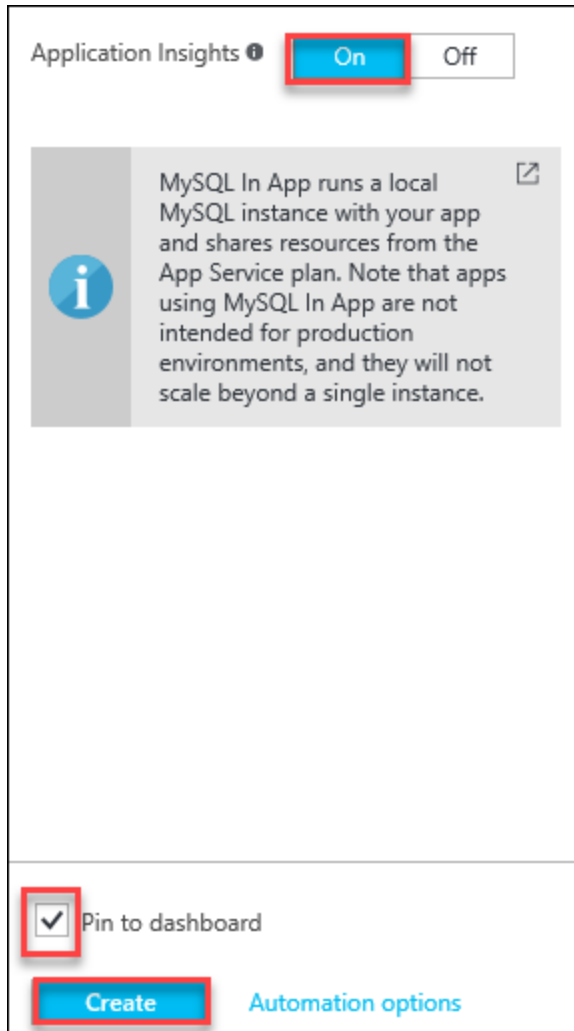 Application Insights
On
Off
MySQL In App runs a local
MySQL instance with your app
and shares resources from the
App Service plan. Note that apps
using MySQL In App are not
intended for production
environments, and they will not
scale beyond a single instance.
Pin to dashboard
Create
Automation options